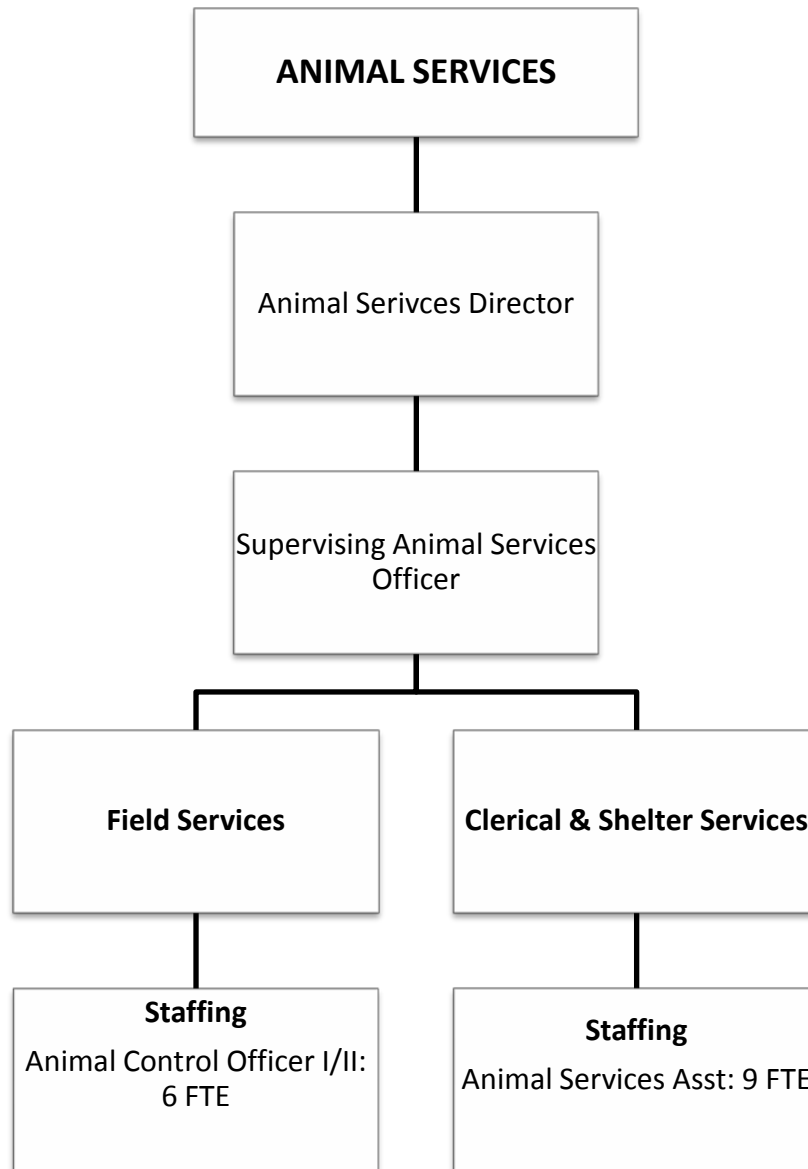 ANIMAL SERVICES
Animal Serivces Director
Supervising Animal Services
Officer
Field Services
Clerical & Shelter Services
Staffing
Animal Control Officer I/II:
6 FTE
Staffing
Animal Services Asst: 9 FTE